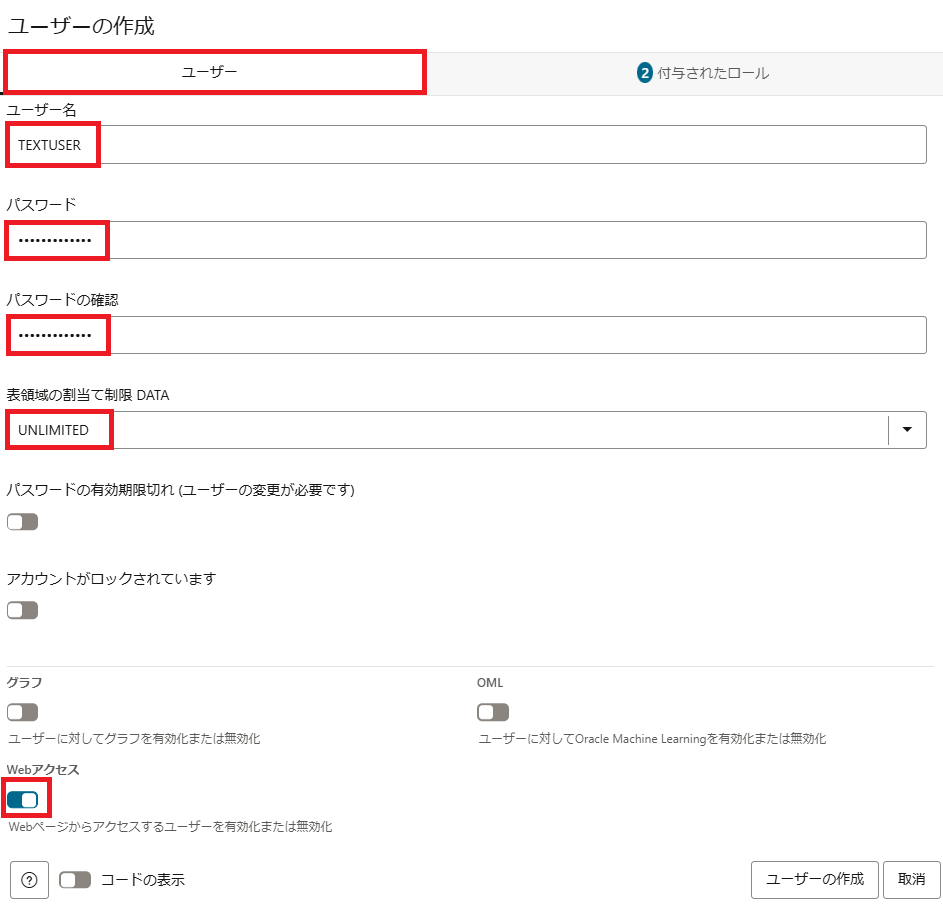 ユーザーの作成
ユーザー
2 付与されたロール
ユーザー名
TEXTUSER
パスワード
•••••••••••••
パスワードの確認
•••••••••••••
表領域の割当て制限 DATA
UNLIMITED
パスワードの有効期限切れ (ユーザーの変更が必要です)
アカウントがロックされています
グラフ
OML
ユーザーに対してグラフを有効化または無効化
ユーザーに対してOracle Machine Learningを有効化または無効化
Webアクセス
Webページからアクセスするユーザーを有効化または無効化
? コードの表示
ユーザーの作成
取消